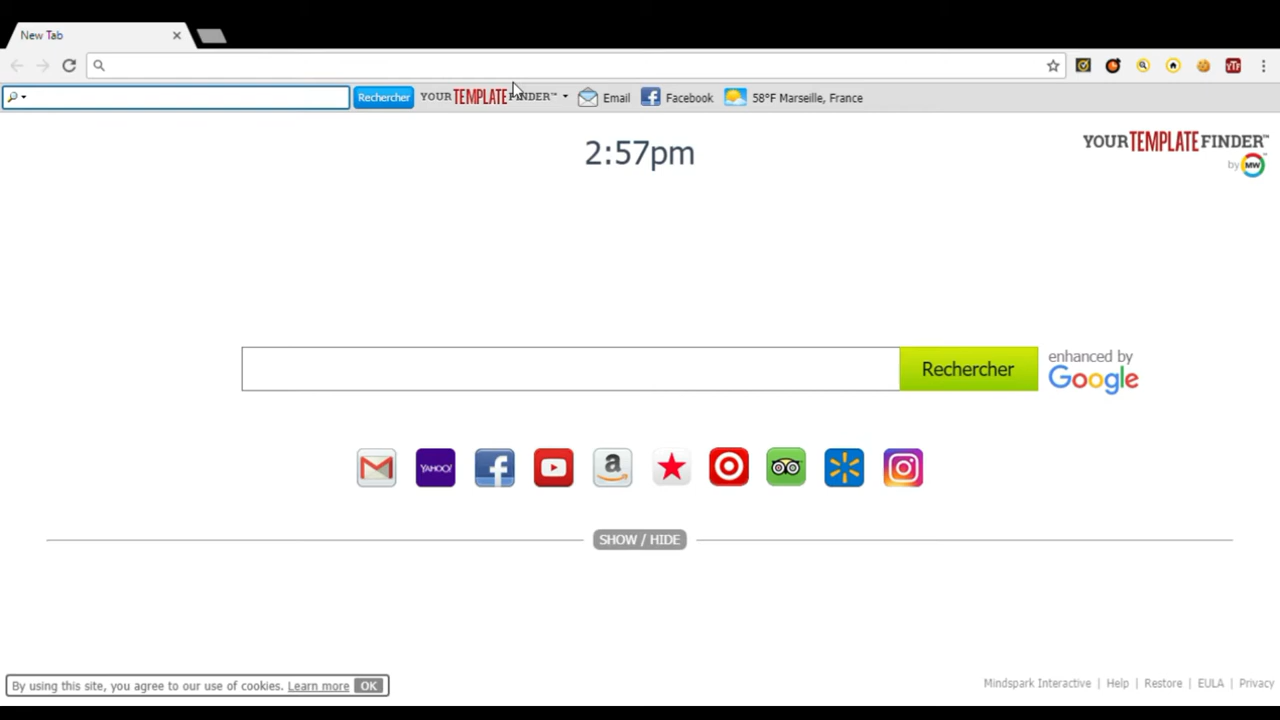 New Tab
Rechercher YOUR TEMPLATE FINDER™ Email Facebook 58°F Marseille, France
2:57pm
YOUR TEMPLATE FINDER™
by MW
Rechercher
enhanced by
Google
YAHOO!
SHOW / HIDE
By using this site, you agree to our use of cookies. Learn more OK
Mindspark Interactive | Help | Restore | EULA | Privacy